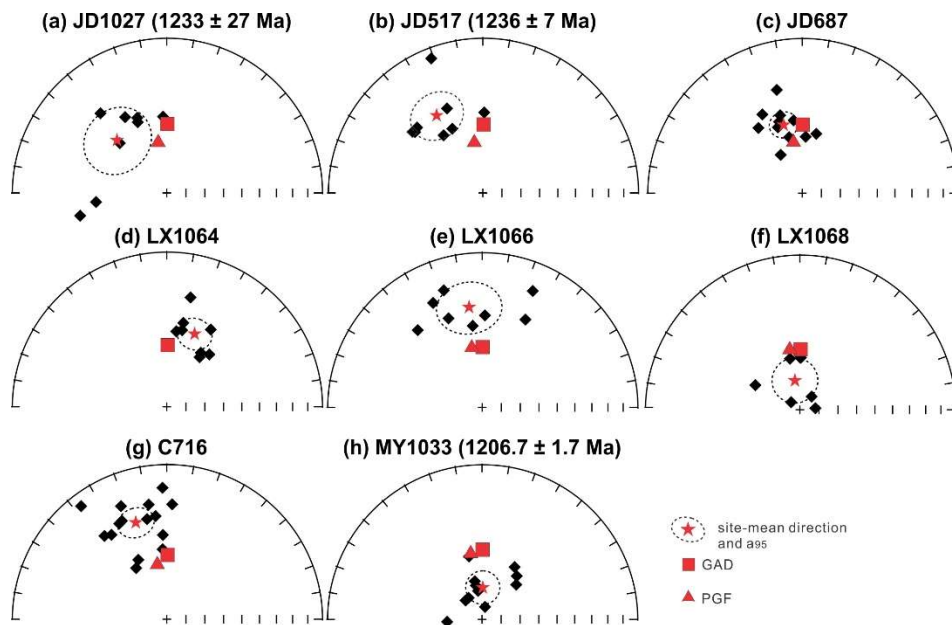 (a) JD1027 (1233 ± 27 Ma)
(b) JD517 (1236 ± 7 Ma)
(c) JD687
(d) LX1064
(e) LX1066
(f) LX1068
(g) C716
(h) MY1033 (1206.7 ± 1.7 Ma)
site-mean direction
and a95
GAD
PGF